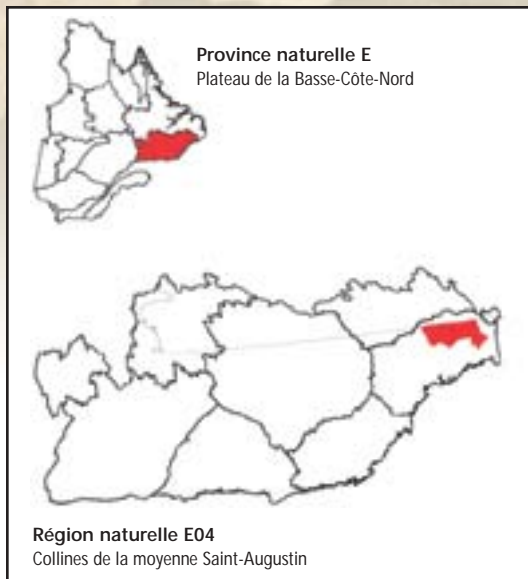 Province naturelle E
Plateau de la Basse-Côte-Nord
Région naturelle E04
Collines de la moyenne Saint-Augustin